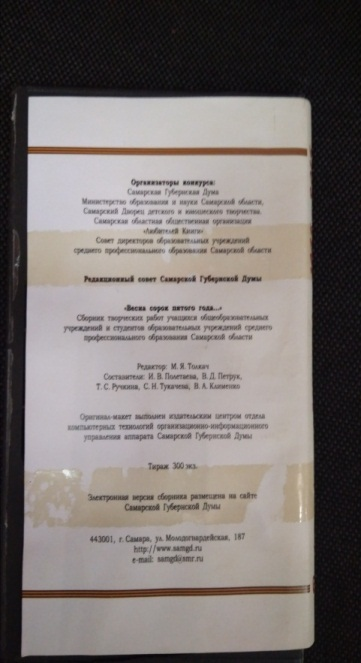 Организаторы конкурса:
Самарская Губернская Дума
Министерство образования и науки Самарской области,
Самарский Дворец детского и юношеского творчества.
Самарская областная общественная организация
«Любителей Книги»
Совет директоров образовательных учреждений
среднего профессионального образования Самарской области
Редакционный совет Самарской Губернской Думы
«Весна сорок пятого года...»
Сборник творческих работ учащихся общеобразовательных
учреждений и студентов образовательных учреждений среднего
профессионального образования Самарской области
Редактор: М. Я. Толкач
Составители: И. В. Полетаева, В. Д. Петрук,
Т. С. Ручкина, С. Н. Тукачева, В. А. Клименко
Оригинал-макет выполнен издательским центром отдела
компьютерных технологий организационно-информационного
управления аппарата Самарской Губернской Думы
Тираж 300 экз.
Электронная версия сборника размещена на сайте
Самарской Губернской Думы
443001, г. Самара, ул. Молодогвардейская, 187
http://www.samgd.ru
e-mail: samgd@smr.ru